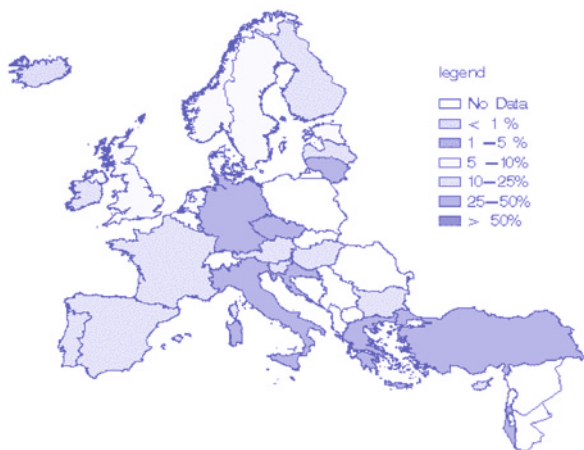 legend
No Data
< 1 %
1 –5 %
5 –10%
10–25%
25–50%
> 50%